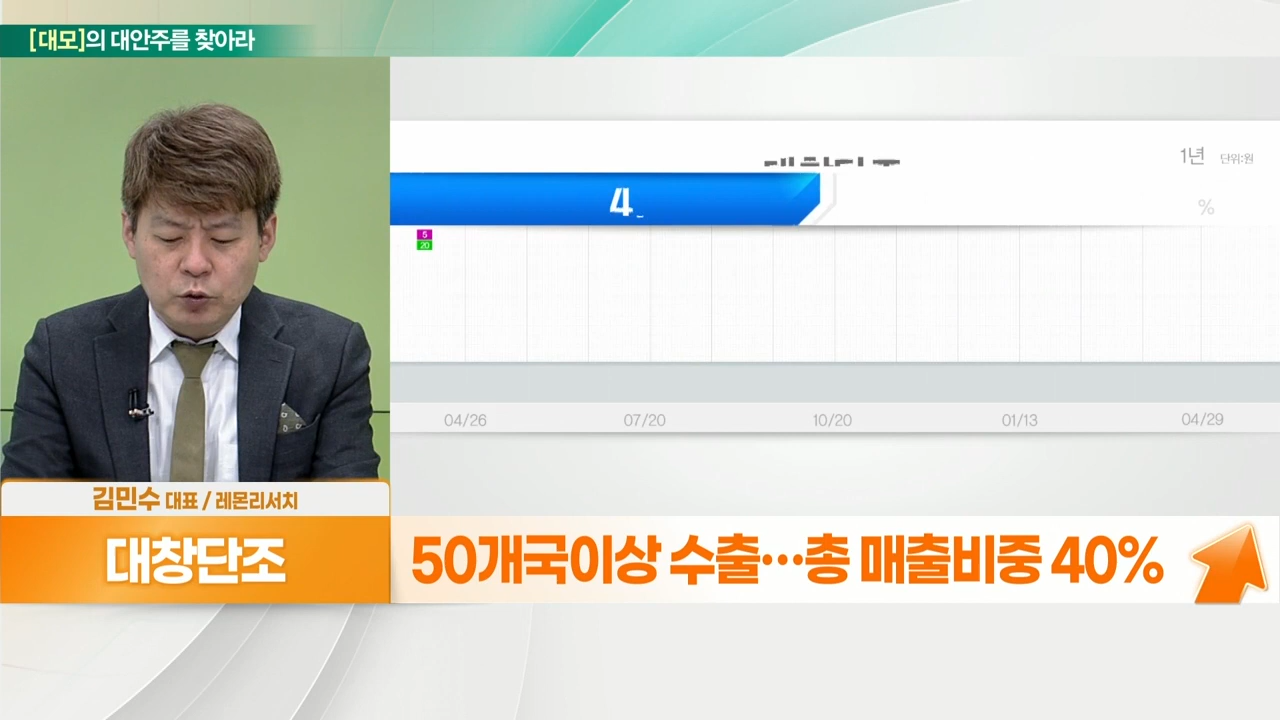 [대모]의 대안주를 찾아라
1년 단위:원
4
%
5
20
04/26 07/20 10/20 01/13 04/29
김민수 대표 / 레몬리서치
대창단조
50개국이상 수출…총 매출비중 40%